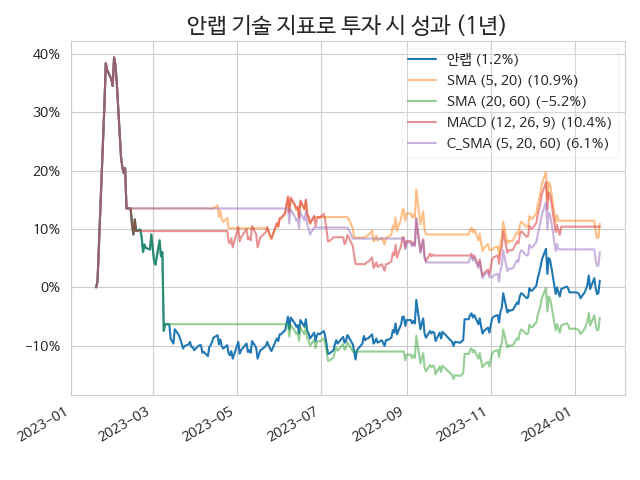 안랩 기술 지표로 투자 시 성과 (1년)
40%
30%
20%
10%
0%
−10%
안랩 (1.2%)
SMA (5, 20) (10.9%)
SMA (20, 60) (−5.2%)
MACD (12, 26, 9) (10.4%)
C_SMA (5, 20, 60) (6.1%)
2023−01
2023−03
2023−05
2023−07
2023−09
2023−11
2024−01